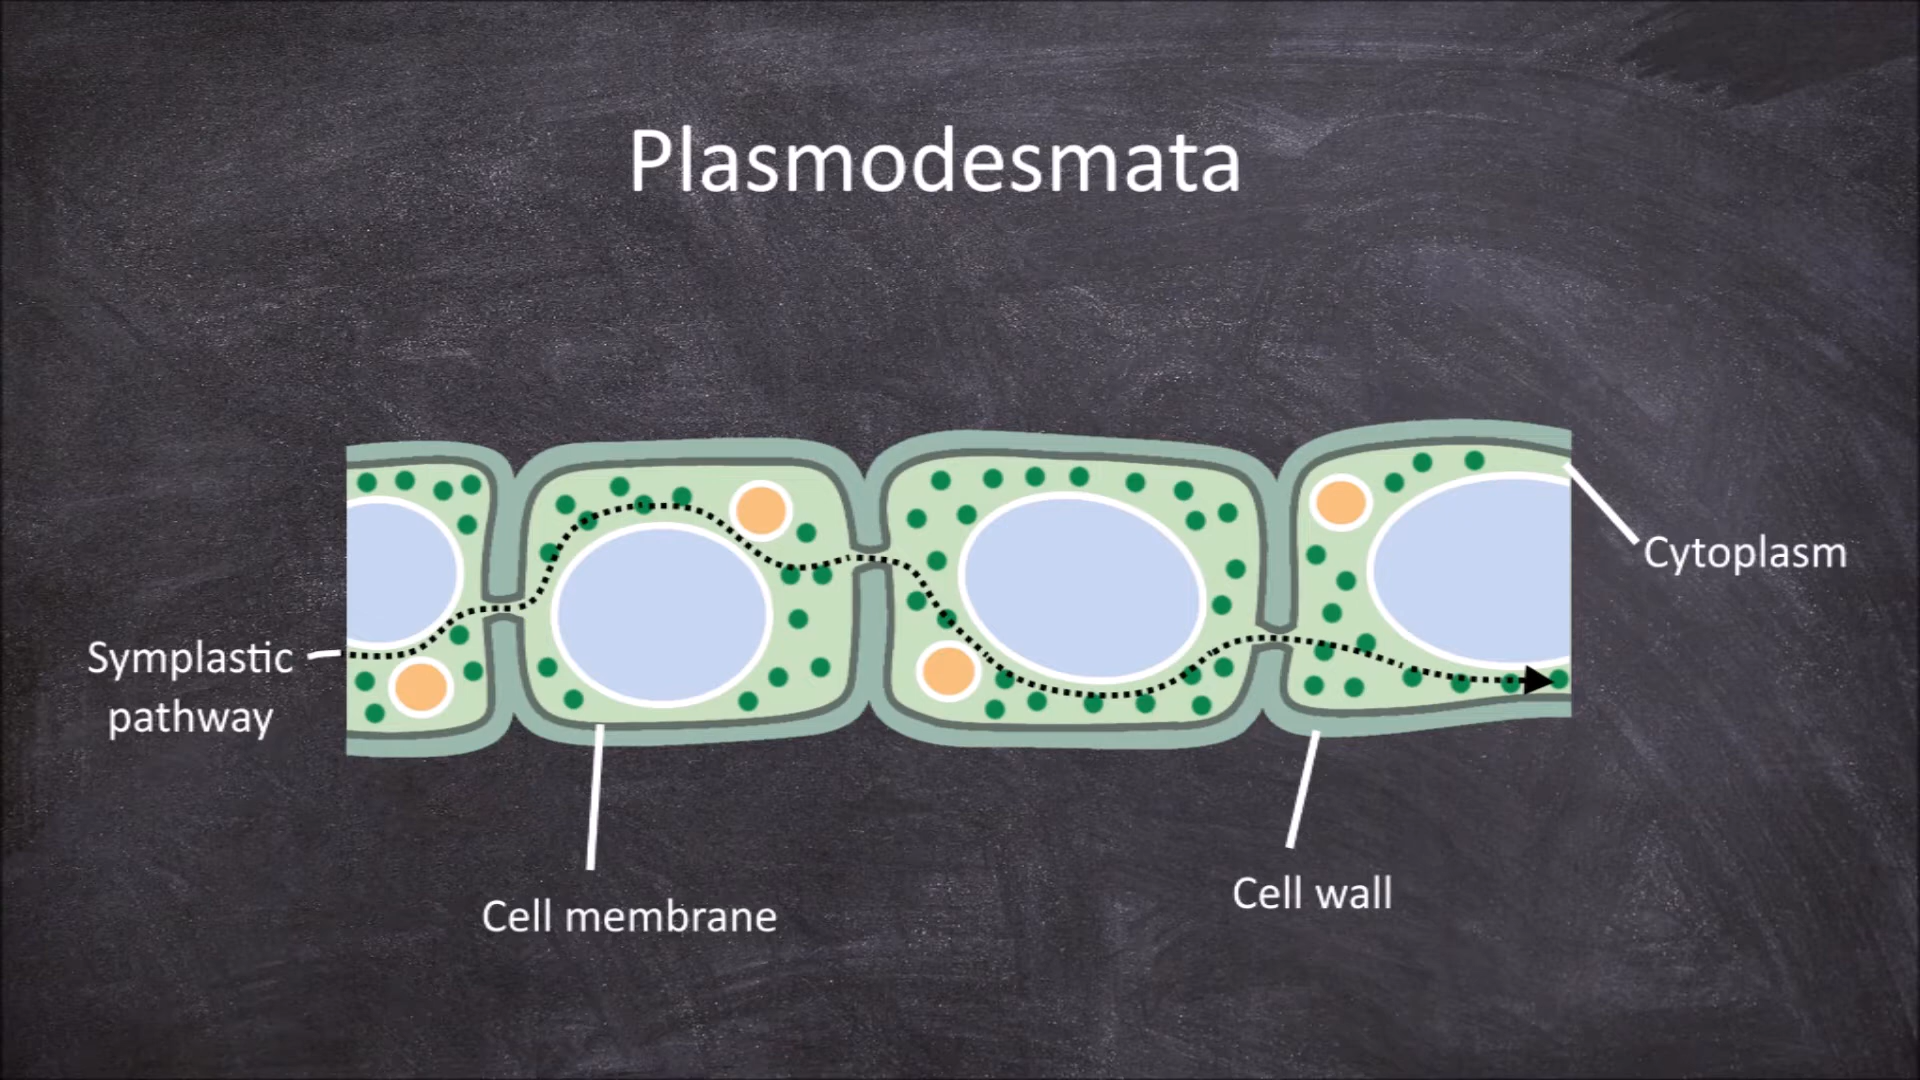 Plasmodesmata
Cytoplasm
Symplastic
pathway
Cell membrane
Cell wall